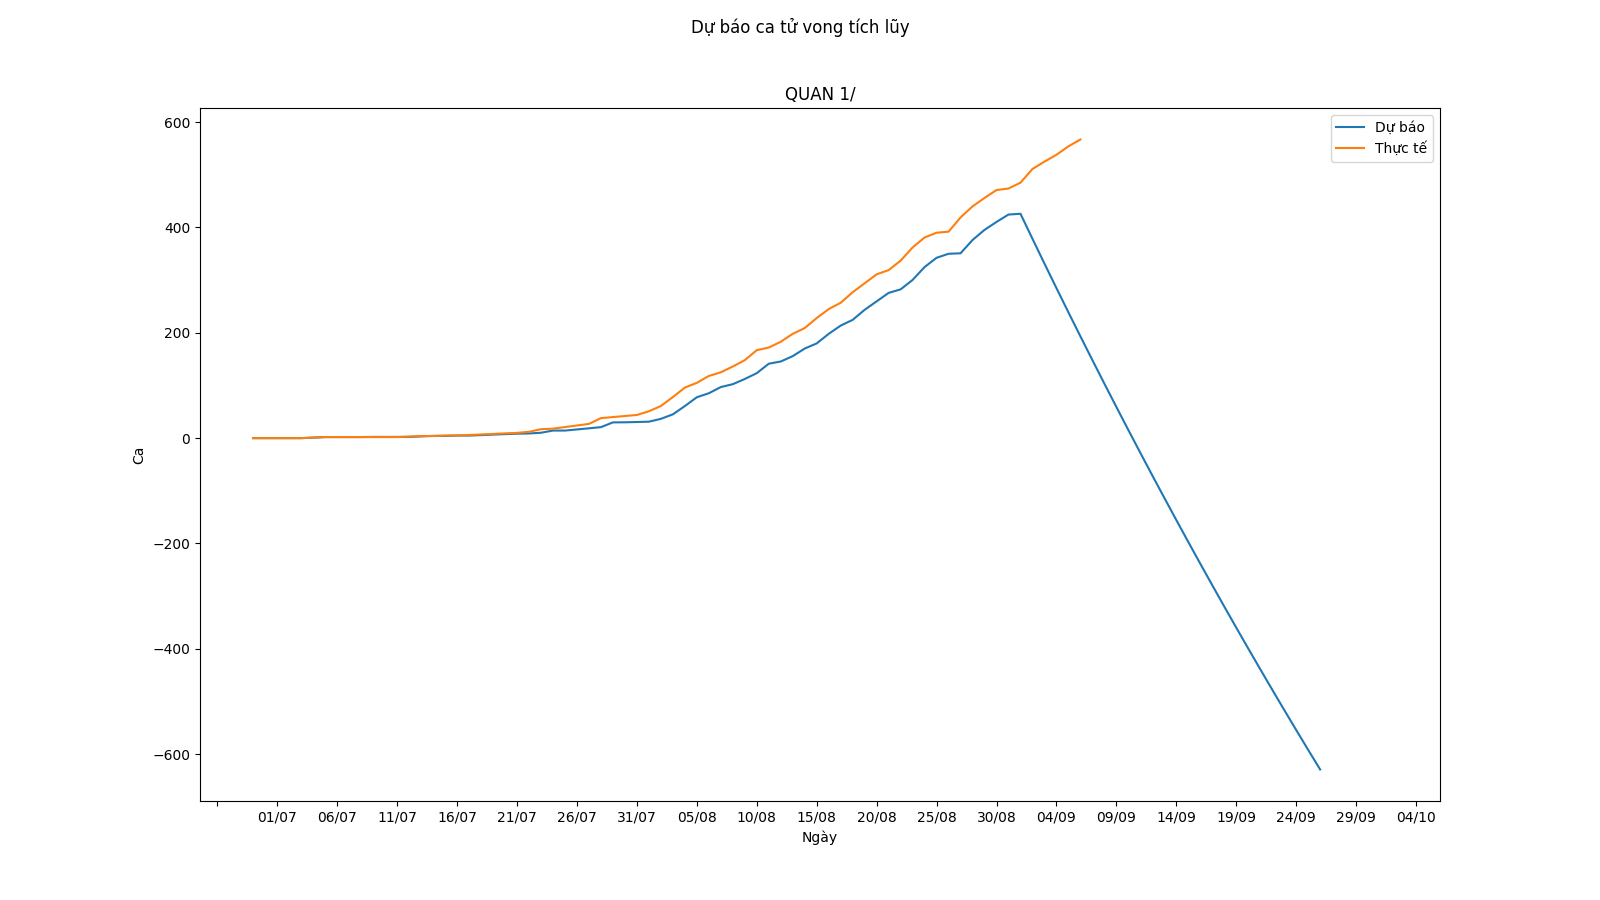 Dự báo ca tử vong tích lũy
QUAN 1/
Dự báo
Thực tế
Ca
600
400
200
0
−200
−400
−600
01/07 06/07 11/07 16/07 21/07 26/07 31/07 05/08 10/08 15/08 20/08 25/08 30/08 04/09 09/09 14/09 19/09 24/09 29/09 04/10
Ngày